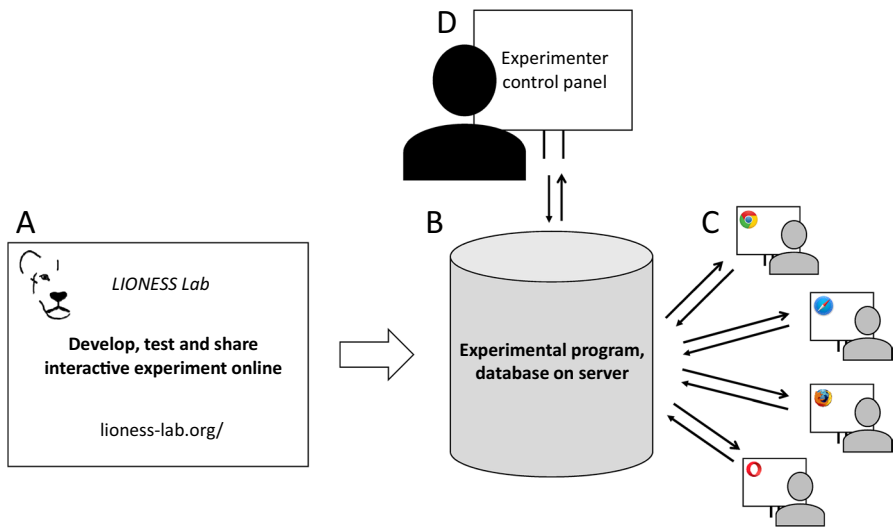 D
Experimenter
control panel
A
LIONESS Lab
Develop, test and share
interactive experiment online
lioness-lab.org/
B
Experimental program,
database on server
C